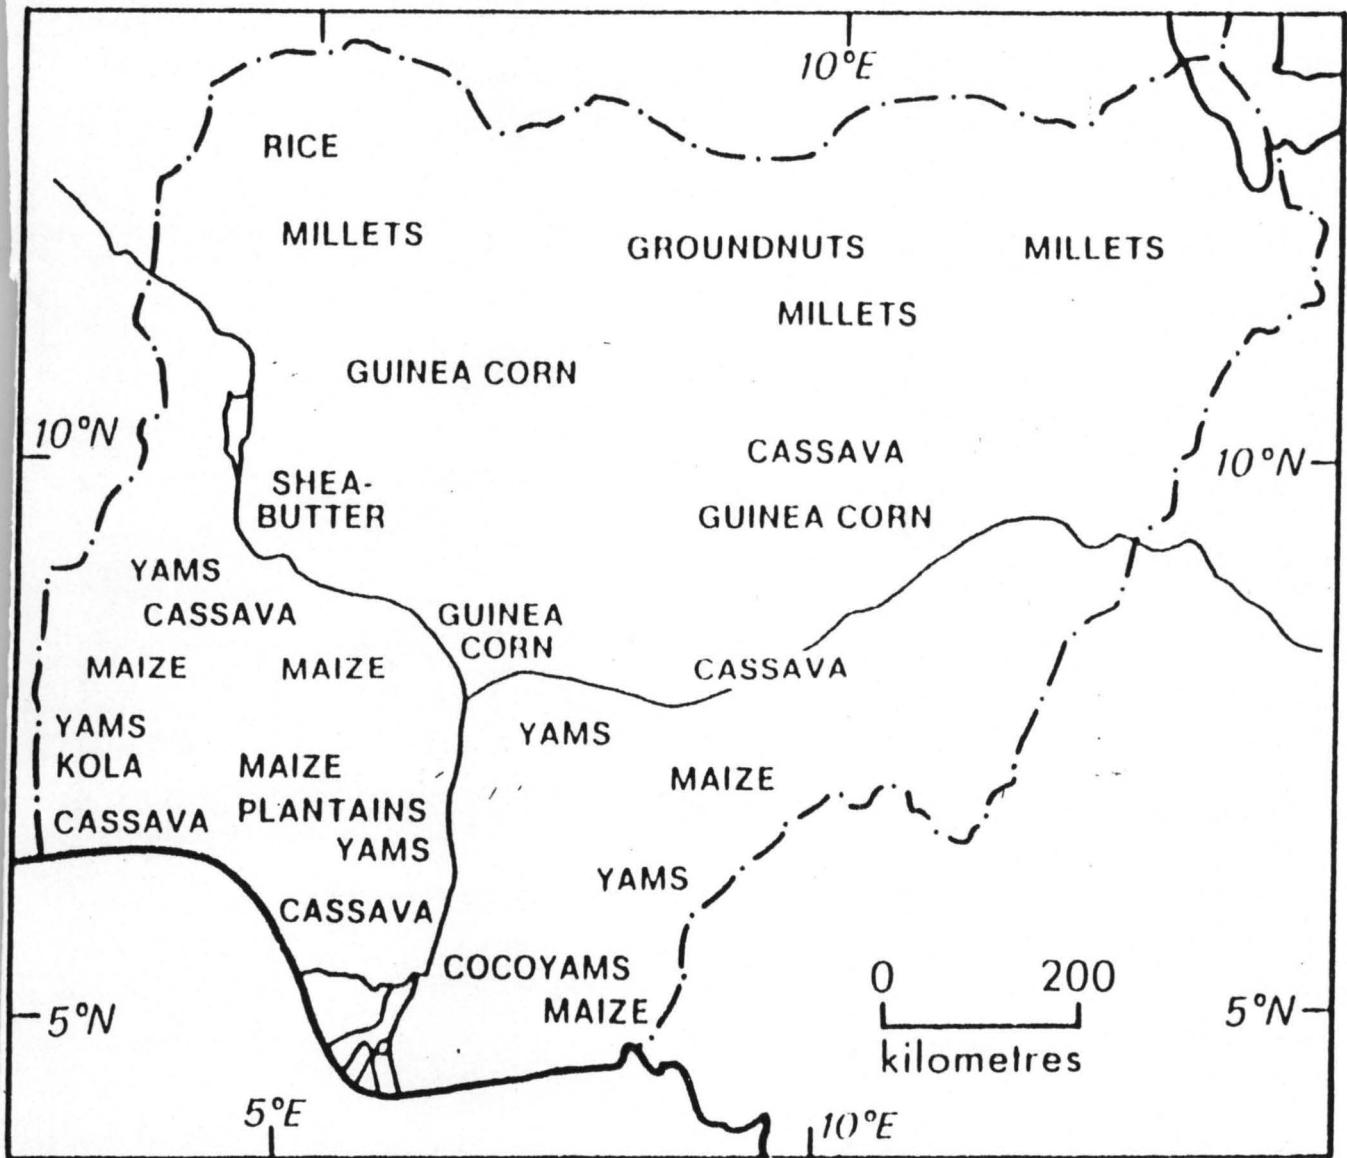 10°E
RICE
MILLETS
GROUNDNUTS
MILLETS
MILLETS
GUINEA CORN
10°N
CASSAVA
10°N
SHEA-
BUTTER
GUINEA CORN
YAMS
CASSAVA
GUINEA
CORN
MAIZE
MAIZE
CASSAVA
YAMS
YAMS
KOLA
MAIZE
MAIZE
PLANTAINS
CASSAVA
YAMS
YAMS
CASSAVA
COCOYAMS
0 200
MAIZE
5°N
5°N
kilometres
5°E
10°E